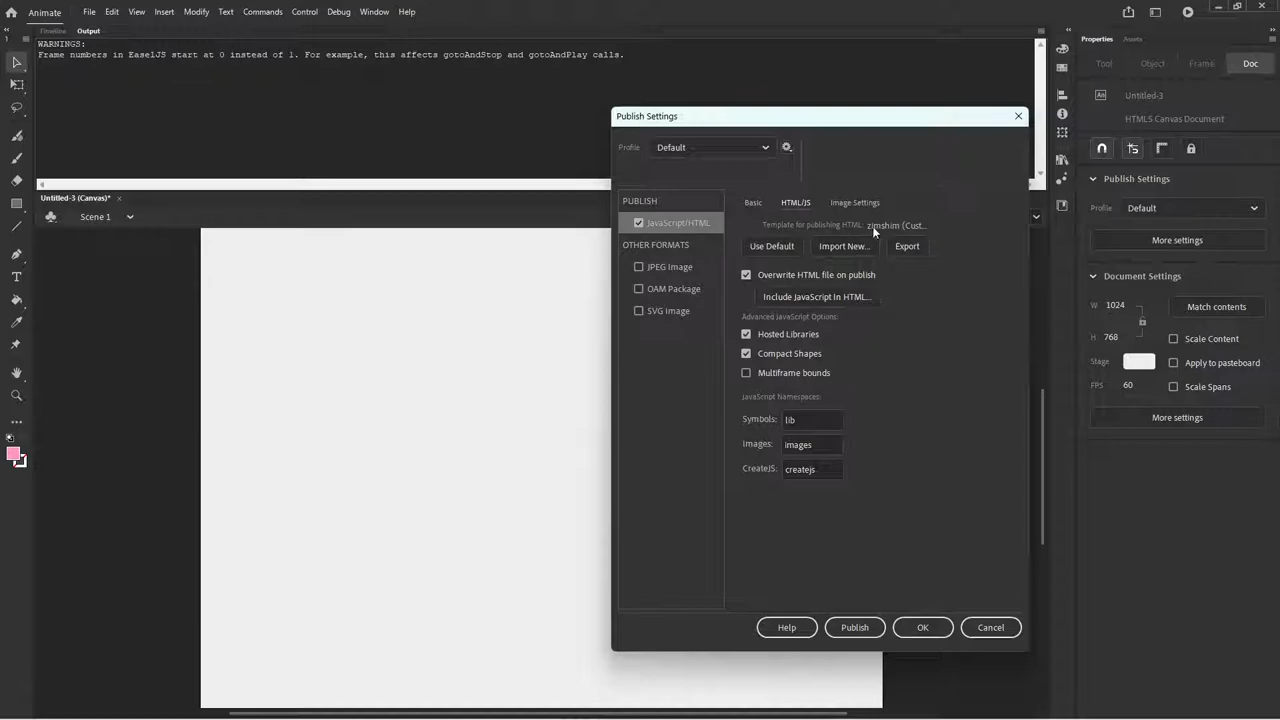 Animate File Edit View Insert Modify Text Commands Control Debug Window Help
Timeline Output
WARNINGS:
Frame numbers in EaselJS start at 0 instead of 1. For example, this affects gotoAndStop and gotoAndPlay calls.
Untitled-3 (Canvas)*
Scene 1
Publish Settings
Profile Default
PUBLISH
JavaScript/HTML
OTHER FORMATS
JPEG Image
OAM Package
SVG Image
Basic HTML/JS Image Settings
Template for publishing HTML: zimshim (Cust...
Use Default Import New... Export
Overwrite HTML file on publish
Include JavaScript In HTML...
Advanced JavaScript Options:
Hosted Libraries
Compact Shapes
Multiframe bounds
JavaScript Namespaces:
Symbols: lib
Images: images
CreateJS: createjs
Help Publish OK Cancel
Properties Assets
Tool Object Frame Doc
An Untitled-3
HTML5 Canvas Document
Publish Settings
Profile Default
More settings
Document Settings
W 1024 Match contents
H 768 Scale Content
Stage Apply to pasteboard
FPS 60 Scale Spans
More settings